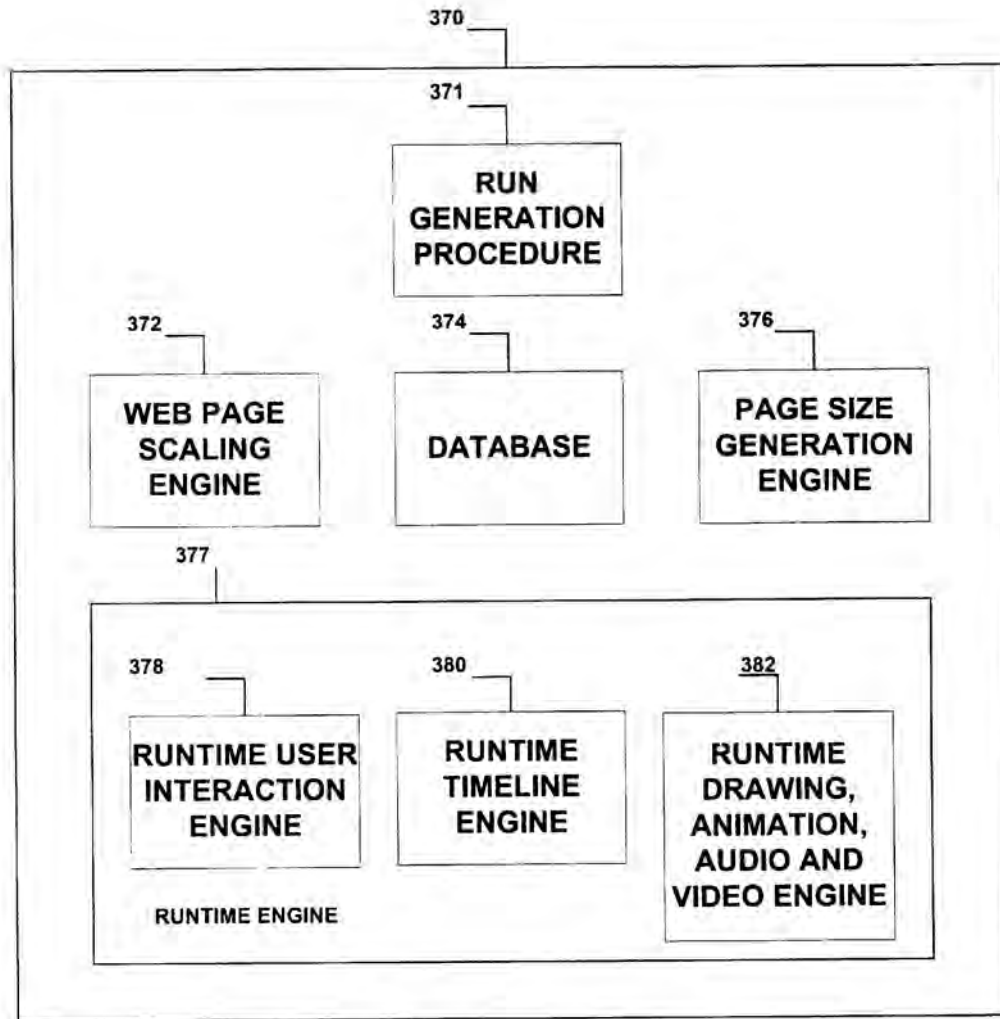 370
371
RUN
GENERATION
PROCEDURE
372
WEB PAGE
SCALING
ENGINE
374
DATABASE
376
PAGE SIZE
GENERATION
ENGINE
377
378
RUNTIME USER
INTERACTION
ENGINE
380
RUNTIME
TIMELINE
ENGINE
382
RUNTIME
DRAWING,
ANIMATION,
AUDIO AND
VIDEO ENGINE
RUNTIME ENGINE